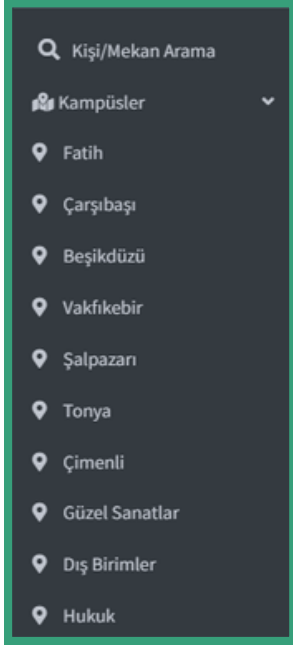 Kişi/Mekan Arama
Kampüsler
Fatih
Çarşıbaşı
Beşikdüzü
Vakfıkebir
Şalpazarı
Tonya
Çimenli
Güzel Sanatlar
Dış Birimler
Hukuk